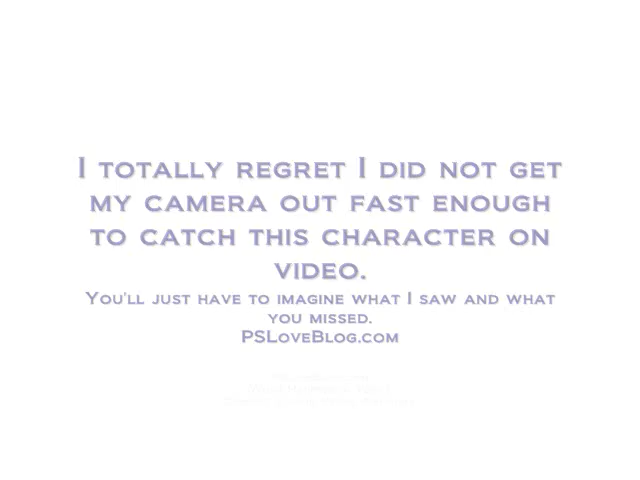 I TOTALLY REGRET I DID NOT GET
MY CAMERA OUT FAST ENOUGH
TO CATCH THIS CHARACTER ON
VIDEO.
YOU'LL JUST HAVE TO IMAGINE WHAT I SAW AND WHAT
YOU MISSED.
PSLOVEBLOG.COM